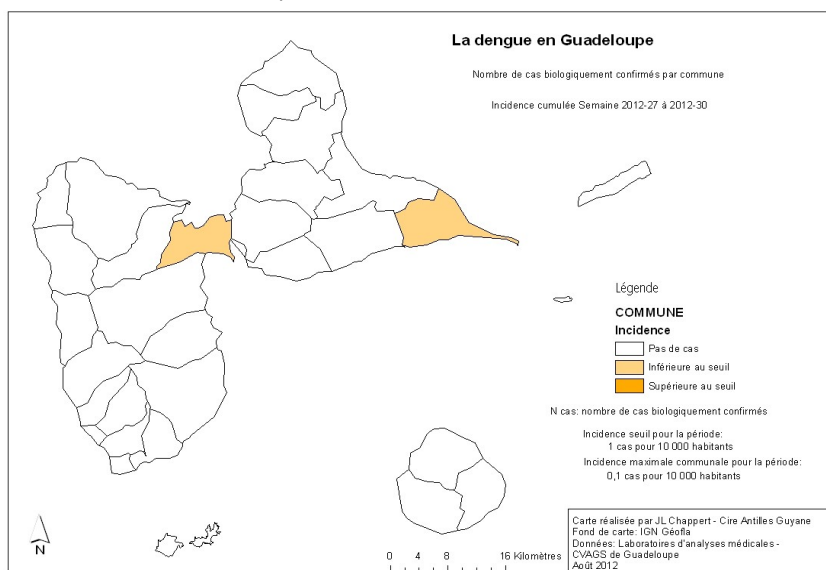 La dengue en Guadeloupe
Nombre de cas biologiquement confirmés par commune
Incidence cumulée Semaine 2012-27 à 2012-30
Légende
COMMUNE
Incidence
Pas de cas
Inférieure au seuil
Supérieure au seuil
N cas: nombre de cas biologiquement confirmés
Incidence seuil pour la période:
1 cas pour 10 000 habitants
Incidence maximale communale pour la période:
0,1 cas pour 10 000 habitants
N
0 4 8 16 Kilomètres
Carte réalisée par JL Chappert - Cire Antilles Guyane
Fond de carte: IGN Géofla
Données: Laboratoires d'analyses médicales -
CVAGS de Guadeloupe
Août 2012